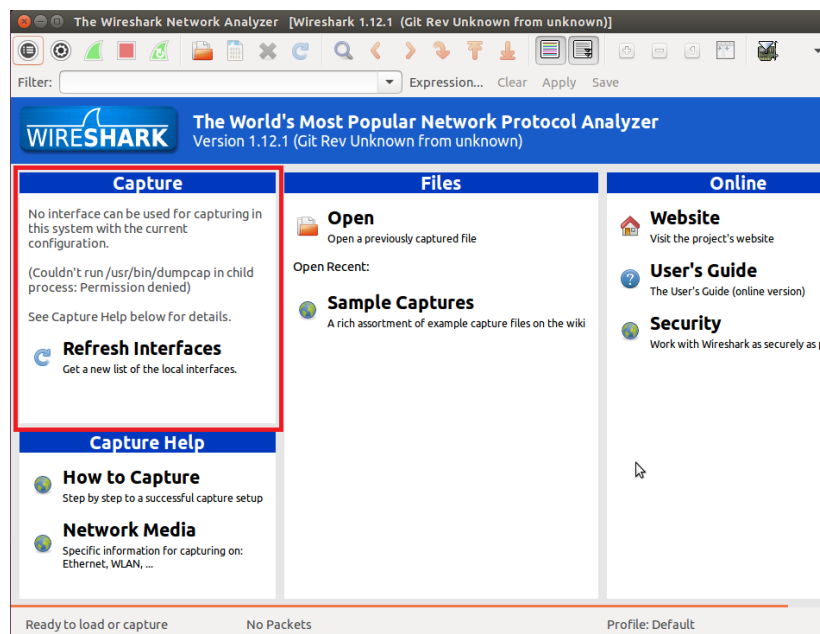 The Wireshark Network Analyzer [Wireshark 1.12.1 (Git Rev Unknown from unknown)]
Filter:
Expression... Clear Apply Save
WIRESHARK
The World's Most Popular Network Protocol Analyzer
Version 1.12.1 (Git Rev Unknown from unknown)
Capture
No interface can be used for capturing in
this system with the current
configuration.
(Couldn't run /usr/bin/dumpcap in child
process: Permission denied)
See Capture Help below for details.
Refresh Interfaces
Get a new list of the local interfaces.
Capture Help
How to Capture
Step by step to a successful capture setup
Network Media
Specific information for capturing on:
Ethernet, WLAN, ...
Files
Open
Open a previously captured file
Open Recent:
Sample Captures
A rich assortment of example capture files on the wiki
Online
Website
Visit the project's website
User's Guide
The User's Guide (online version)
Security
Work with Wireshark as securely as
Ready to load or capture
No Packets
Profile: Default